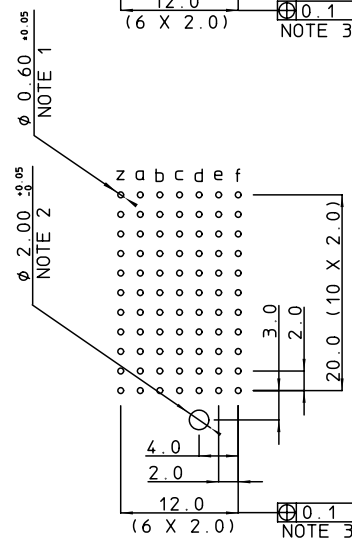 12.0
(6 X 2.0)
⌖ 0.1
NOTE 3
ø 0.60 ±0.05
NOTE 1
ø 2.00 +0.05 -0
NOTE 2
z a b c d e f
20.0 (10 X 2.0)
3.0
2.0
4.0
2.0
12.0
(6 X 2.0)
⌖ 0.1
NOTE 3